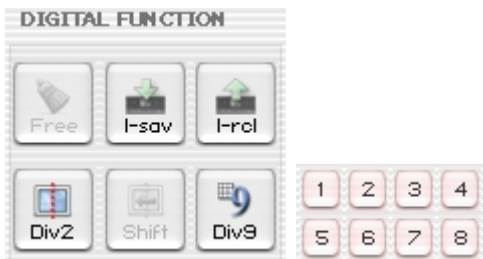 DIGITAL FUNCTION
Free I-sav I-rcl
Div2 Shift Div9
1 2 3 4
5 6 7 8